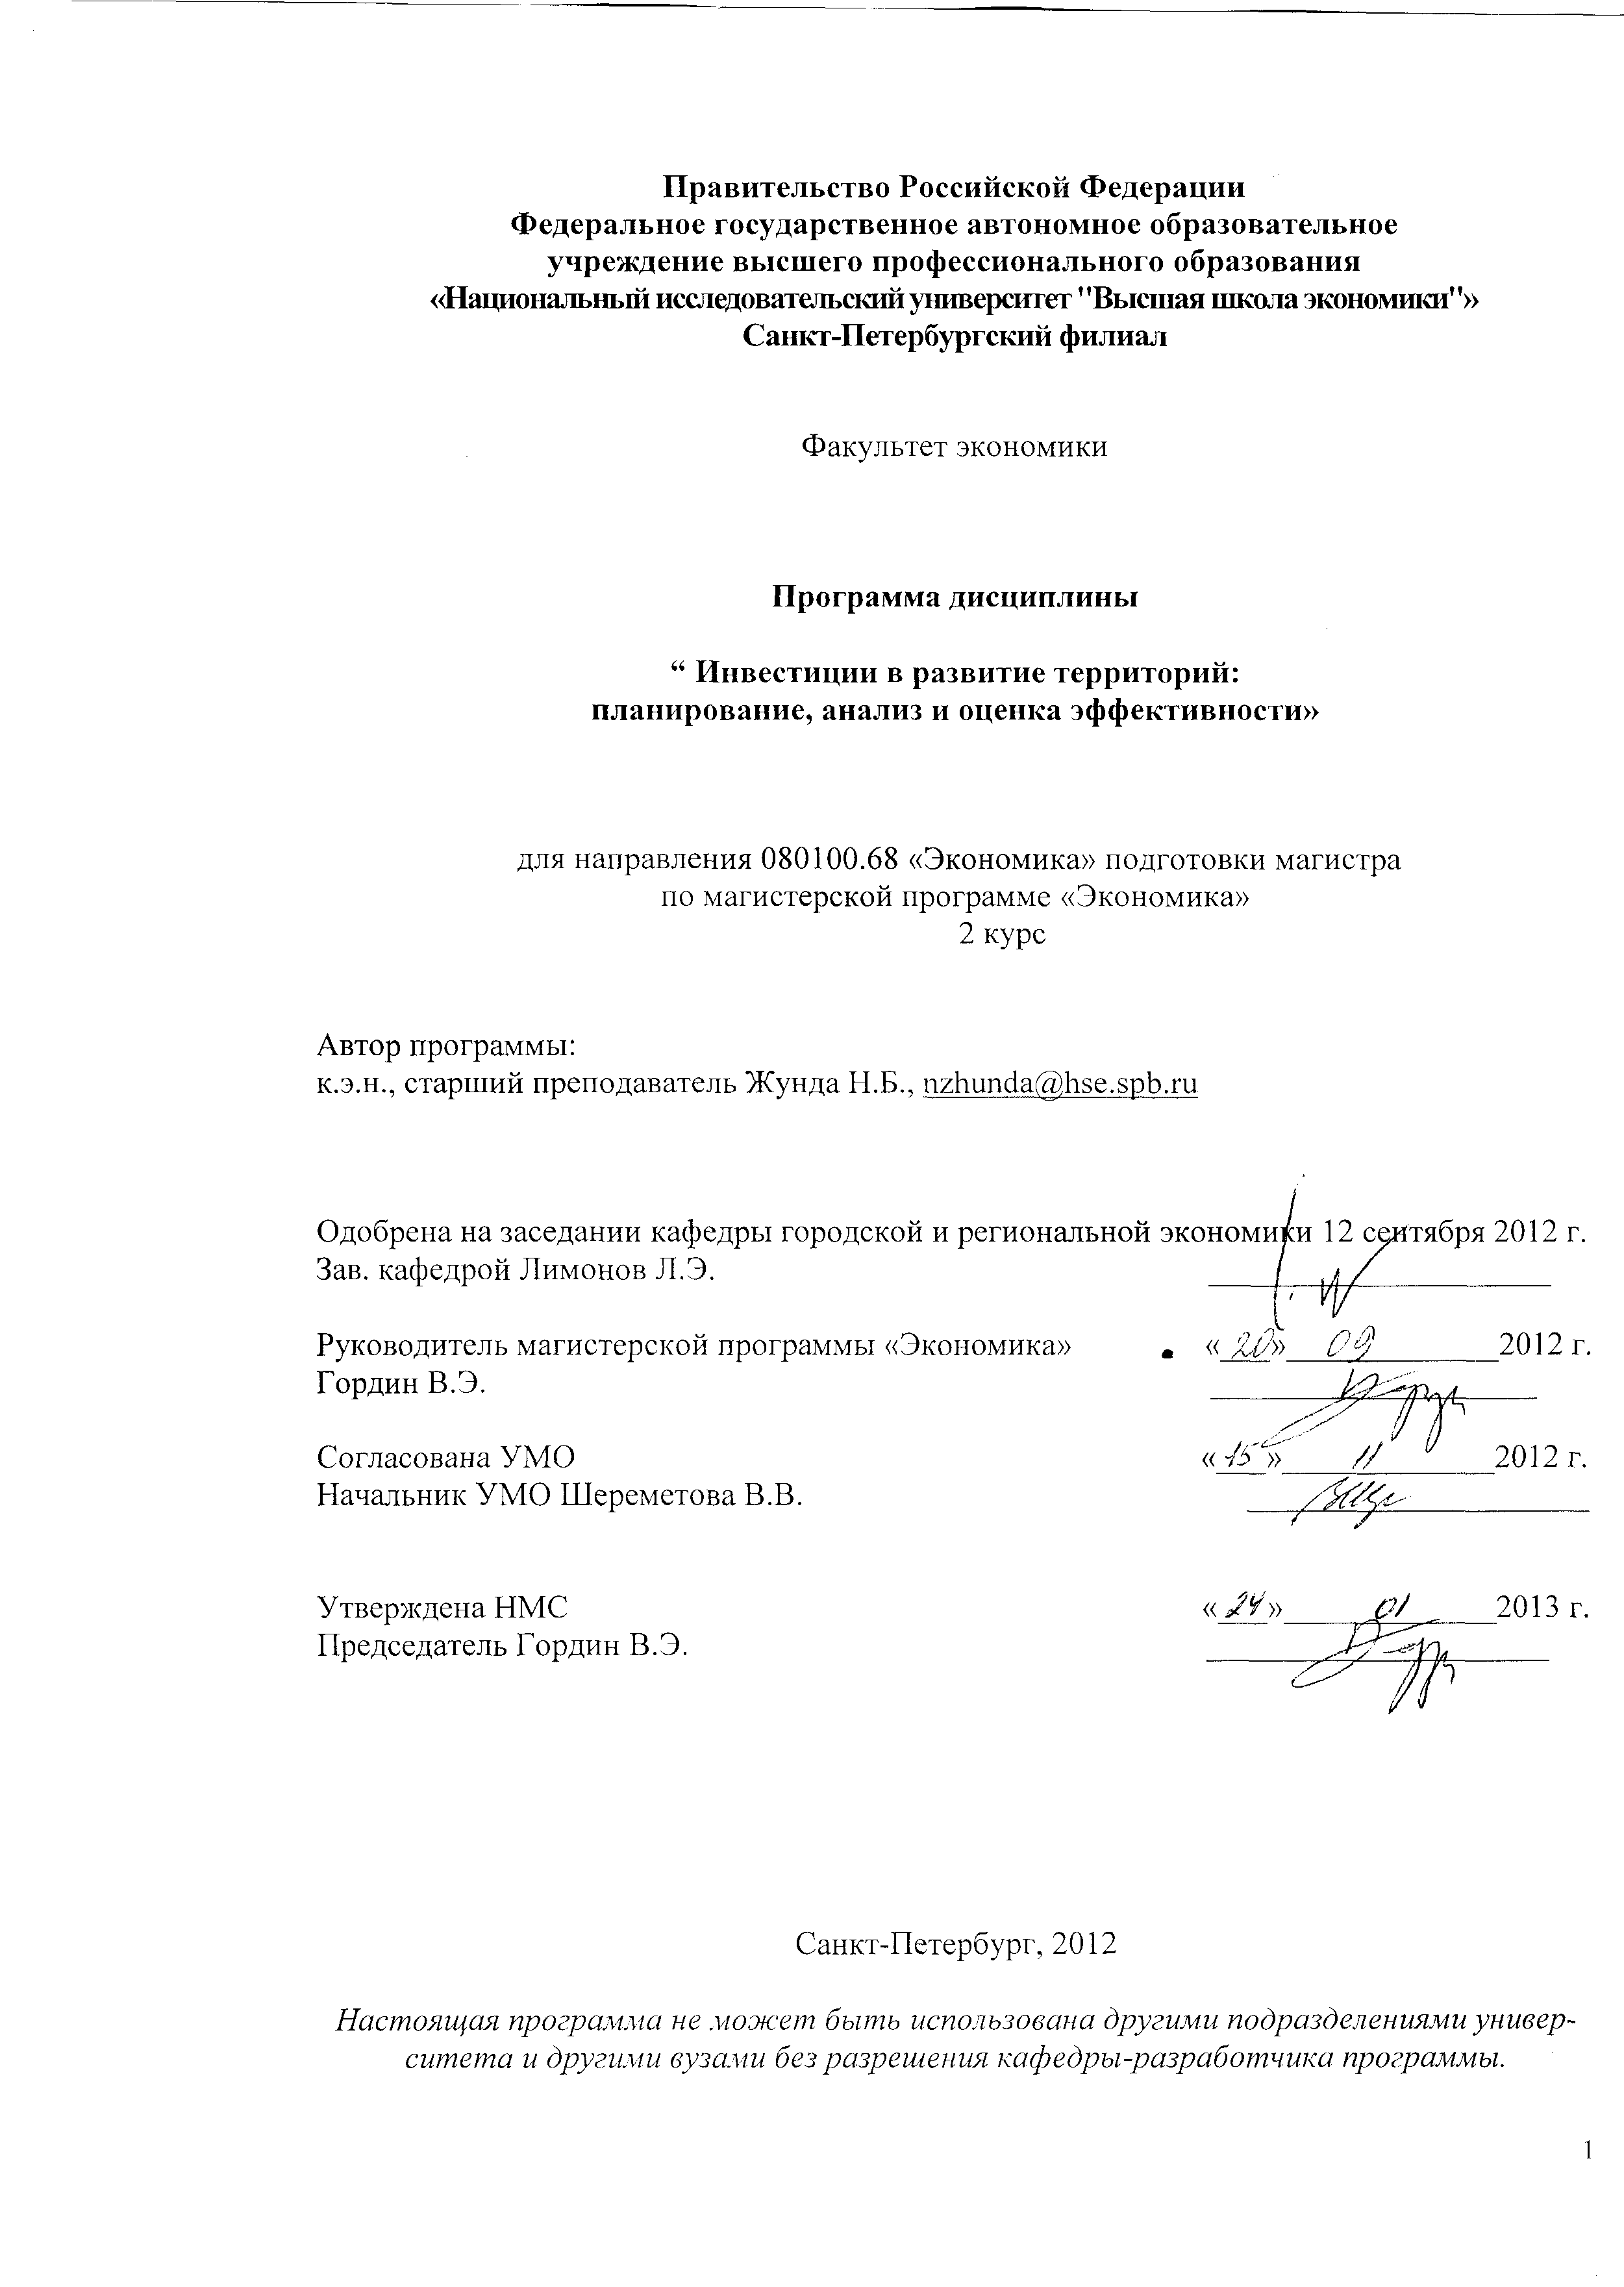 Правительство Российской Федерации
Федеральное государственное автономное образовательное
учреждение высшего профессионального образования
«Национальный исследовательский университет "Высшая школа экономики"»
Санкт-Петербургский филиал
Факультет экономики
Программа дисциплины
“ Инвестиции в развитие территорий:
планирование, анализ и оценка эффективности»
для направления 080100.68 «Экономика» подготовки магистра
по магистерской программе «Экономика»
2 курс
Автор программы:
к.э.н., старший преподаватель Жунда Н.Б., nzhunda@hse.spb.ru
Одобрена на заседании кафедры городской и региональной экономики 12 сентября 2012 г.
Зав. кафедрой Лимонов Л.Э.
Руководитель магистерской программы «Экономика» «20» 09 2012 г.
Гордин В.Э.
Согласована УМО «15» 11 2012 г.
Начальник УМО Шереметова В.В.
Утверждена НМС «24» 01 2013 г.
Председатель Гордин В.Э.
Санкт-Петербург, 2012
Настоящая программа не может быть использована другими подразделениями универ-
ситета и другими вузами без разрешения кафедры-разработчика программы.
1